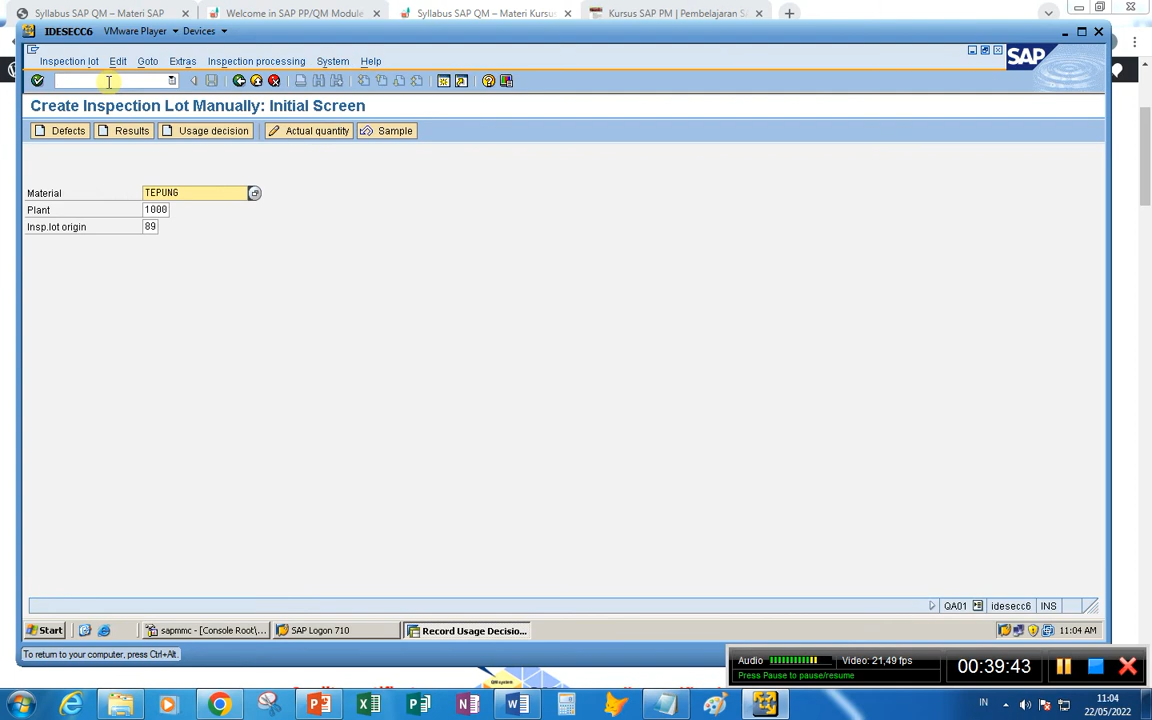 Syllabus SAP QM – Materi SAP
Welcome in SAP PP/QM Module
Syllabus SAP QM – Materi Kursus
Kursus SAP PM | Pembelajaran S
IDESECC6
VMware Player
Devices
Inspection lot
Edit
Goto
Extras
Inspection processing
System
Help
SAP
Create Inspection Lot Manually: Initial Screen
Defects
Results
Usage decision
Actual quantity
Sample
Material
TEPUNG
Plant
1000
Insp.lot origin
89
QA01
idesecc6
INS
Start
sapmmc - [Console Root\...
SAP Logon 710
Record Usage Decisio...
11:04 AM
To return to your computer, press Ctrl+Alt.
Audio
Video: 21,49 fps
Press Pause to pause/resume
00:39:43
QM system
IN
11:04
22/05/2022